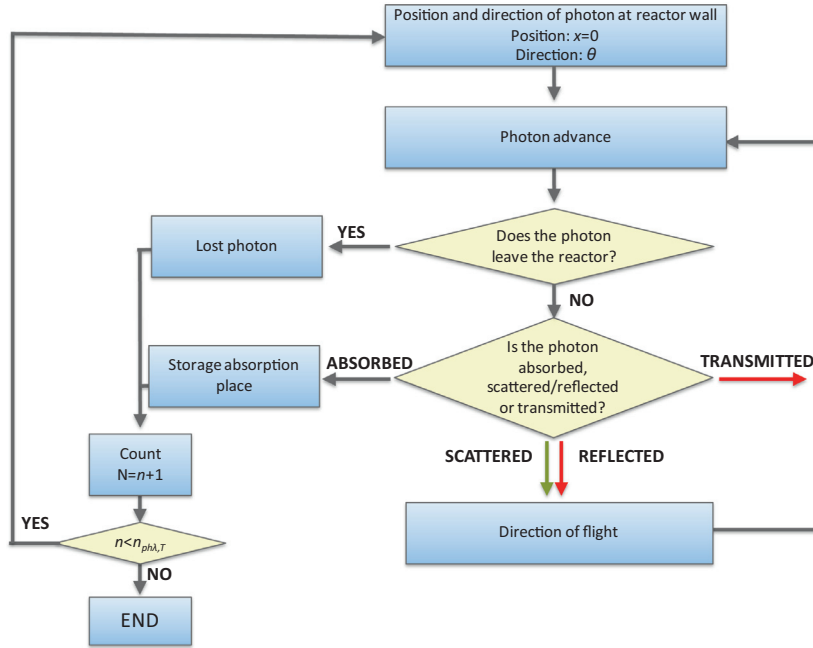 Position and direction of photon at reactor wall
Position: x=0
Direction: θ
Photon advance
Does the photon
leave the reactor?
YES
Lost photon
NO
Is the photon
absorbed,
scattered/reflected
or transmitted?
ABSORBED
TRANSMITTED
Storage absorption
place
SCATTERED
REFLECTED
Direction of flight
Count
N=n+1
YES
n<nphλ,T
NO
END